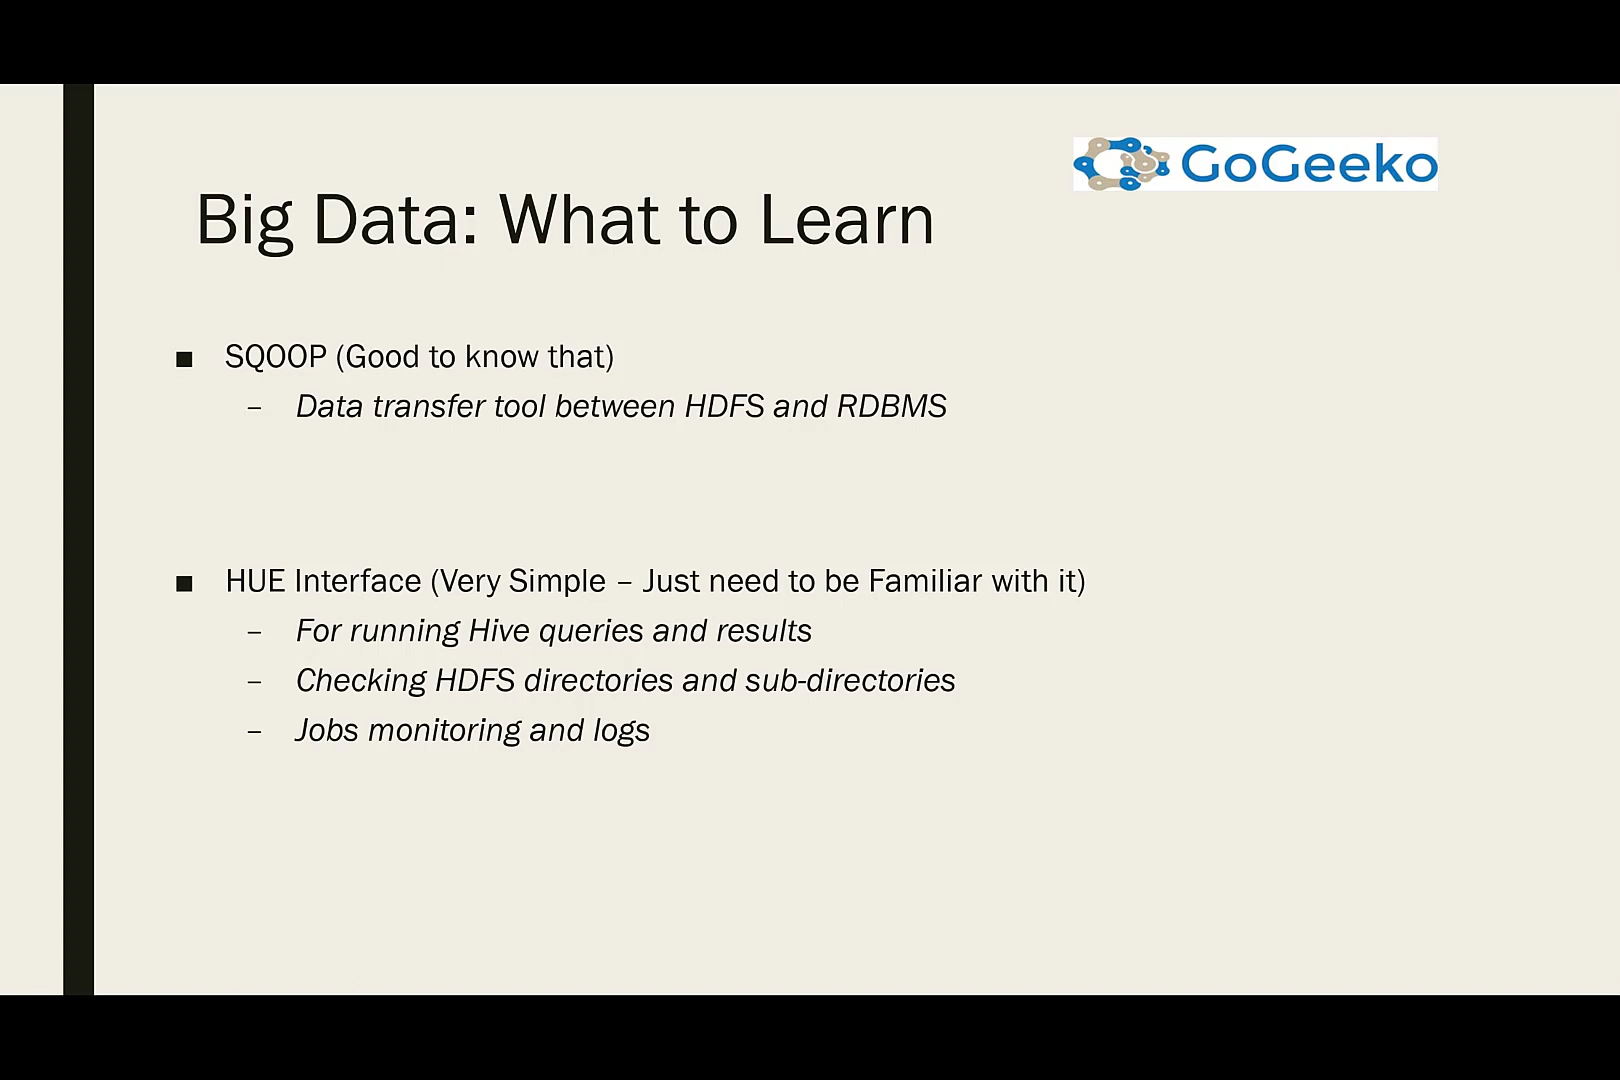 GoGeeko
Big Data: What to Learn
■ SQOOP (Good to know that)
– Data transfer tool between HDFS and RDBMS
■ HUE Interface (Very Simple – Just need to be Familiar with it)
– For running Hive queries and results
– Checking HDFS directories and sub-directories
– Jobs monitoring and logs